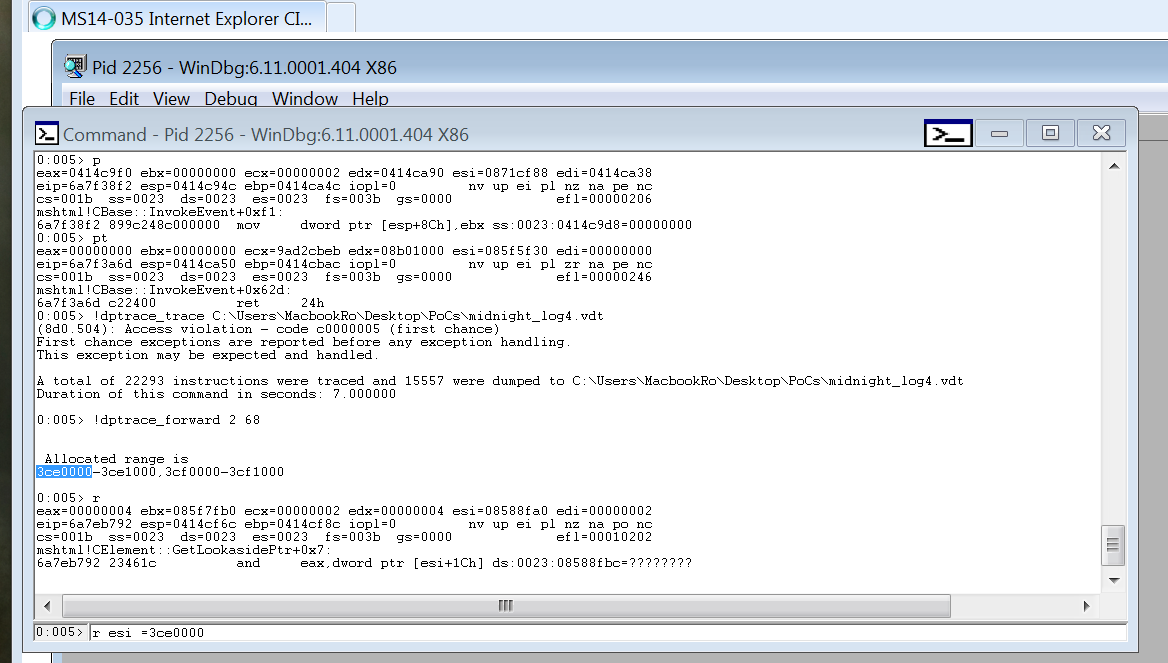 MS14-035 Internet Explorer CI...
Pid 2256 - WinDbg:6.11.0001.404 X86
File Edit View Debug Window Help
Command - Pid 2256 - WinDbg:6.11.0001.404 X86
0:005> p
eax=0414c9f0 ebx=00000000 ecx=00000002 edx=0414ca90 esi=0871cf88 edi=0414ca38
eip=6a7f38f2 esp=0414c94c ebp=0414ca4c iopl=0 nv up ei pl nz na pe nc
cs=001b ss=0023 ds=0023 es=0023 fs=003b gs=0000 efl=00000206
mshtml!CBase::InvokeEvent+0xf1:
6a7f38f2 899c248c000000 mov dword ptr [esp+8Ch],ebx ss:0023:0414c9d8=00000000
0:005> pt
eax=00000000 ebx=00000000 ecx=9ad2cbeb edx=08b01000 esi=085f5f30 edi=00000000
eip=6a7f3a6d esp=0414ca50 ebp=0414cbac iopl=0 nv up ei pl zr na pe nc
cs=001b ss=0023 ds=0023 es=0023 fs=003b gs=0000 efl=00000246
mshtml!CBase::InvokeEvent+0x62d:
6a7f3a6d c22400 ret 24h
0:005> !dptrace_trace C:\Users\MacbookRo\Desktop\PoCs\midnight_log4.vdt
(8d0.504): Access violation - code c0000005 (first chance)
First chance exceptions are reported before any exception handling.
This exception may be expected and handled.
A total of 22293 instructions were traced and 15557 were dumped to C:\Users\MacbookRo\Desktop\PoCs\midnight_log4.vdt
Duration of this command in seconds: 7.000000
0:005> !dptrace_forward 2 68
Allocated range is
3ce0000-3ce1000,3cf0000-3cf1000
0:005> r
eax=00000004 ebx=085f7fb0 ecx=00000002 edx=00000004 esi=08588fa0 edi=00000002
eip=6a7eb792 esp=0414cf6c ebp=0414cf8c iopl=0 nv up ei pl nz na po nc
cs=001b ss=0023 ds=0023 es=0023 fs=003b gs=0000 efl=00010202
mshtml!CElement::GetLookasidePtr+0x7:
6a7eb792 23461c and eax,dword ptr [esi+1Ch] ds:0023:08588fbc=????????
0:005> r esi =3ce0000